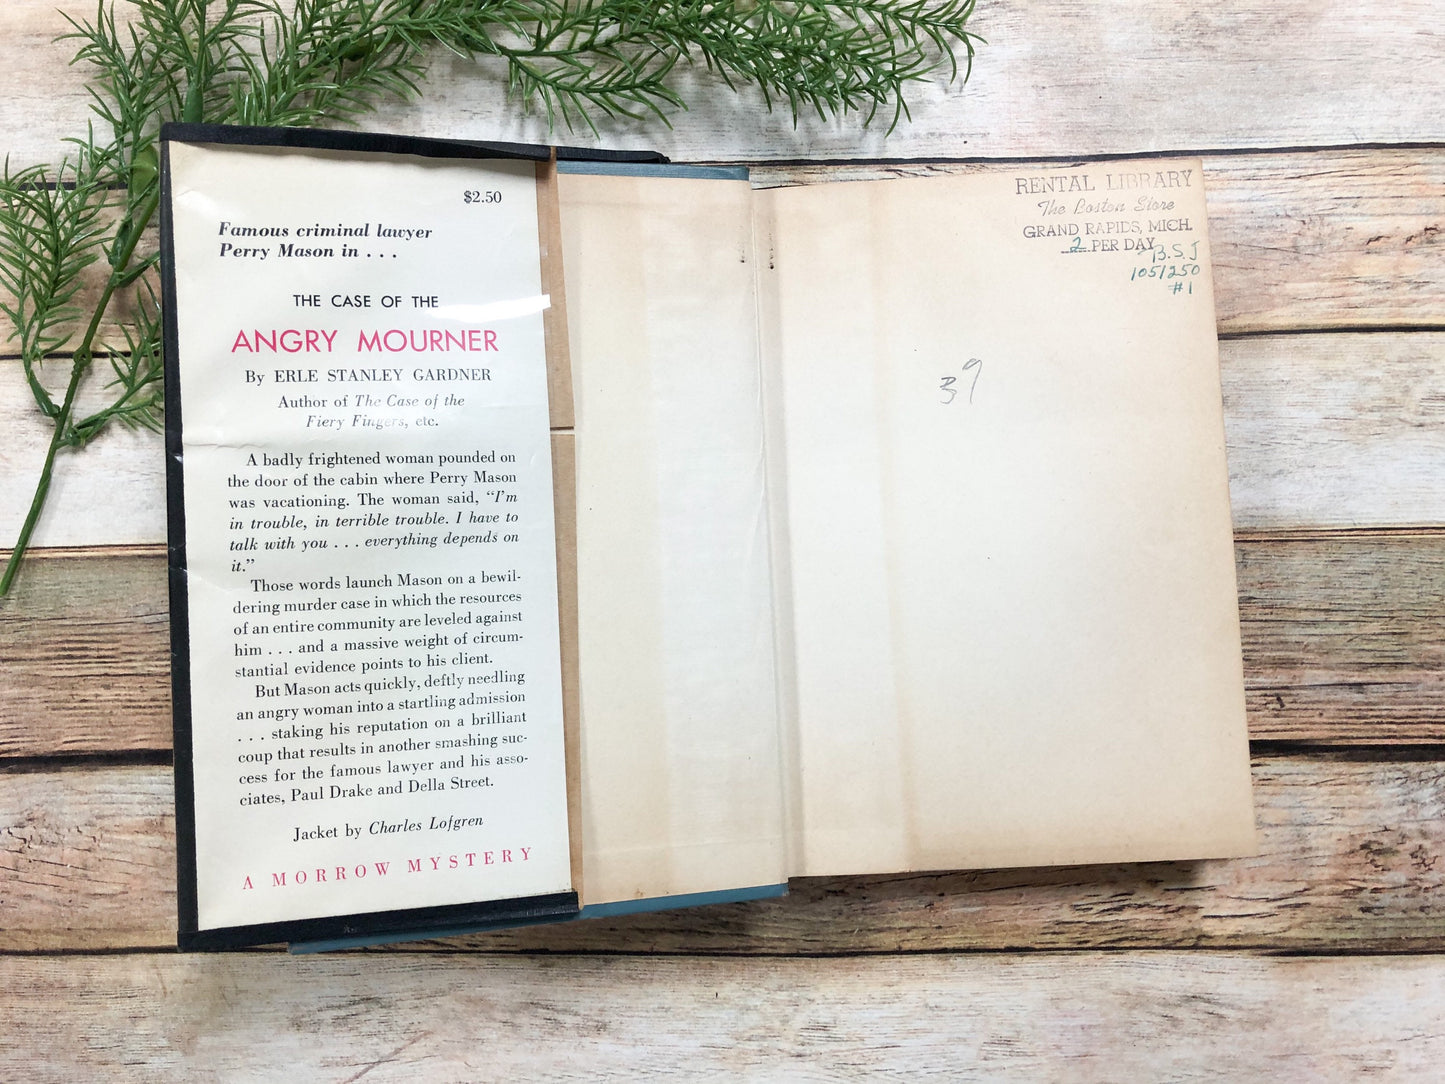 $2.50
Famous criminal lawyer
Perry Mason in . . .
THE CASE OF THE
ANGRY MOURNER
By ERLE STANLEY GARDNER
Author of The Case of the
Fiery Fingers, etc.
A badly frightened woman pounded on
the door of the cabin where Perry Mason
was vacationing. The woman said, “I’m
in trouble, in terrible trouble. I have to
talk with you . . . everything depends on
it.”
Those words launch Mason on a bewil-
dering murder case in which the resources
of an entire community are leveled against
him . . . and a massive weight of circum-
stantial evidence points to his client.
But Mason acts quickly, deftly needling
an angry woman into a startling admission
. . . staking his reputation on a brilliant
coup that results in another smashing suc-
cess for the famous lawyer and his asso-
ciates, Paul Drake and Della Street.
Jacket by Charles Lofgren
A MORROW MYSTERY
RENTAL LIBRARY
The Boston Store
GRAND RAPIDS, MICH.
2 PER DAY
B.S.J
105/250
#1
39